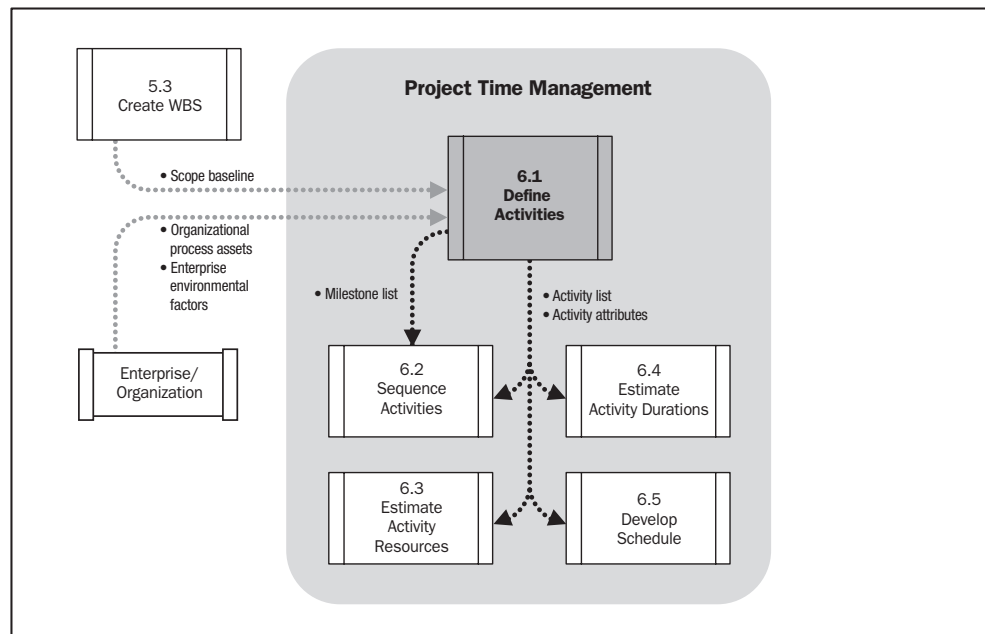 5.3
Create WBS
Project Time Management
6.1
Define
Activities
• Scope baseline
• Organizational
process assets
• Enterprise
environmental
factors
• Milestone list
• Activity list
• Activity attributes
Enterprise/
Organization
6.2
Sequence
Activities
6.4
Estimate
Activity Durations
6.3
Estimate
Activity
Resources
6.5
Develop
Schedule